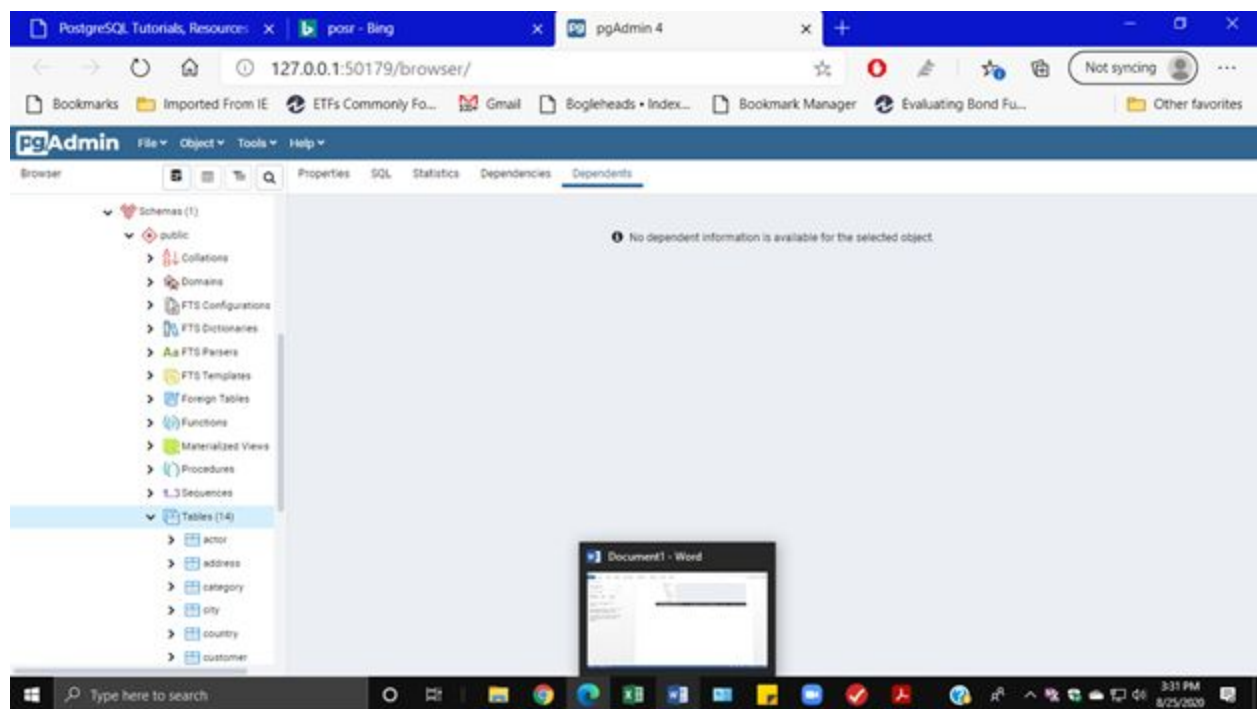 PostgreSQL Tutorials, Resources
posr - Bing
pgAdmin 4
127.0.0.1:50179/browser/
Not syncing
Bookmarks
Imported From IE
ETFs Commonly Fo...
Gmail
Bogleheads • Index...
Bookmark Manager
Evaluating Bond Fu...
Other favorites
pgAdmin File Object Tools Help
Browser
Properties SQL Statistics Dependencies Dependents
No dependent information is available for the selected object.
Schemas (1)
public
Collations
Domains
FTS Configurations
FTS Dictionaries
Aa FTS Parsers
FTS Templates
Foreign Tables
Functions
Materialized Views
Procedures
1..3 Sequences
Tables (14)
actor
address
category
city
country
customer
Document1 - Word
Type here to search
3:31 PM
8/25/2020